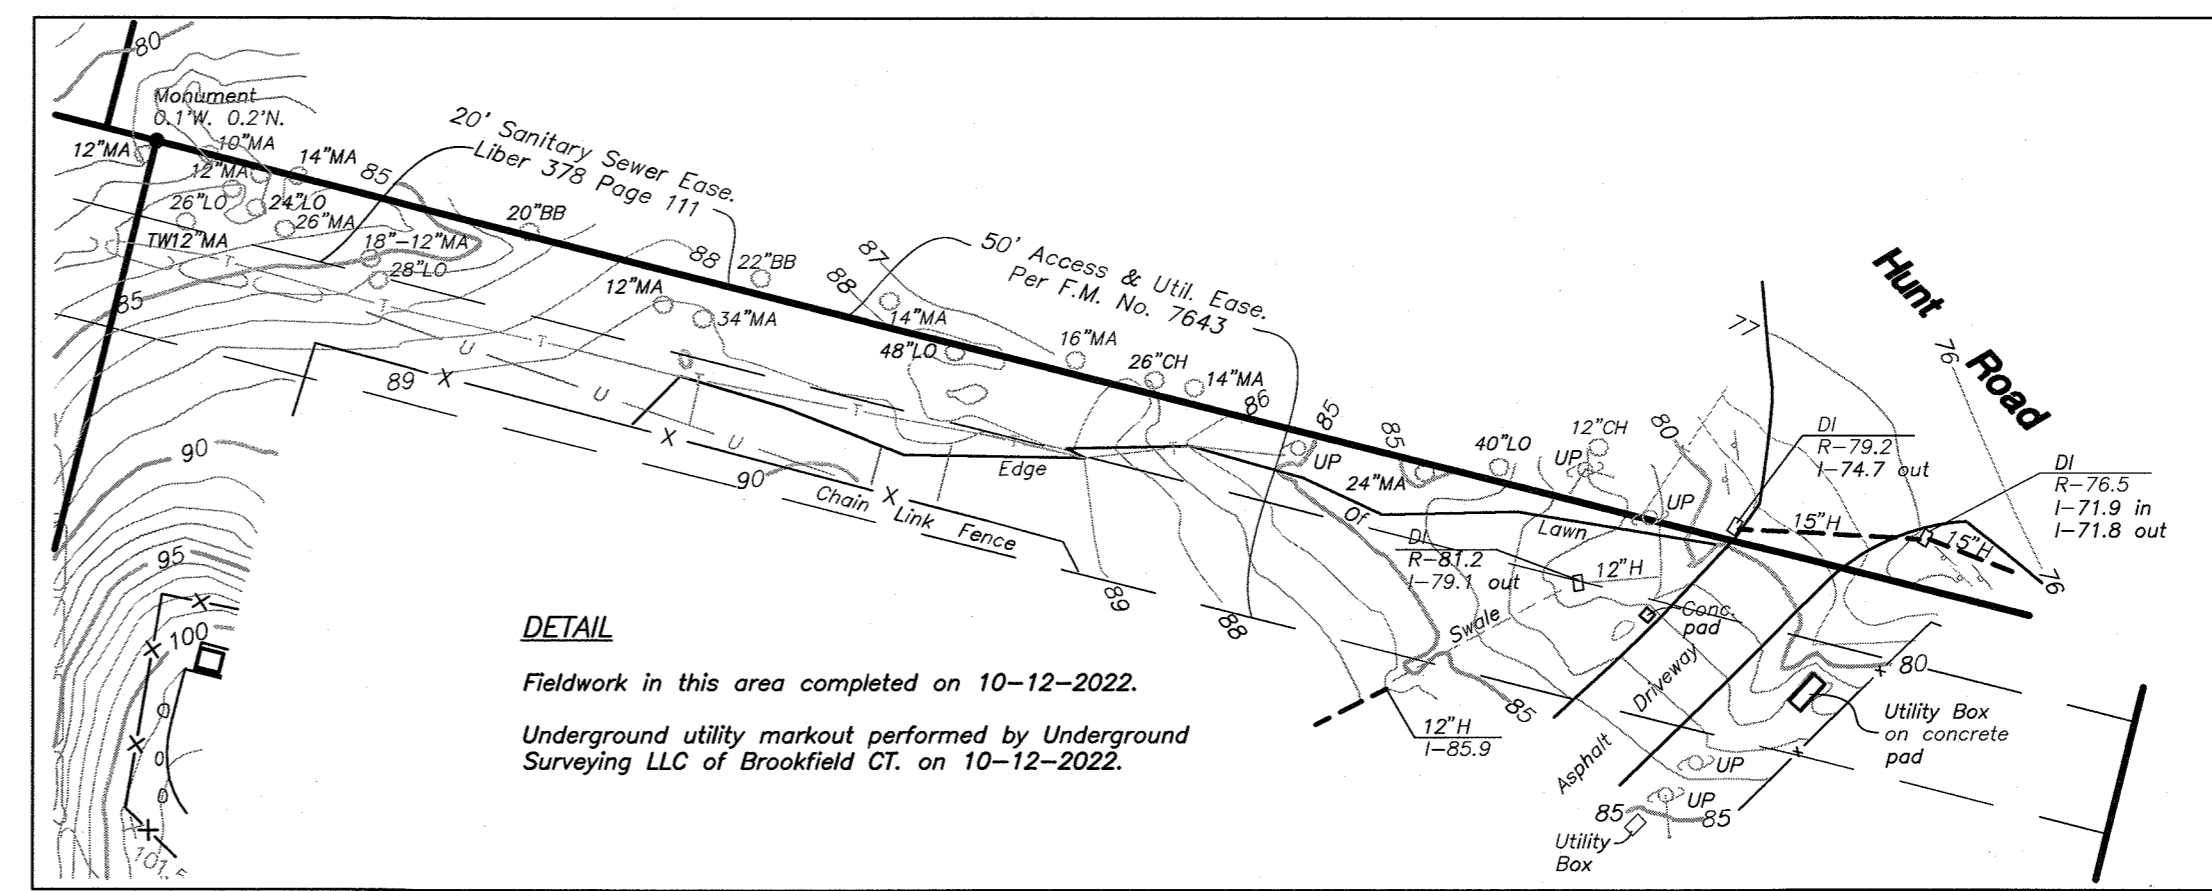 80
Monument
0.1'W. 0.2'N.
12"MA
10"MA
12"MA
14"MA
26"LO
24"LO
26"MA
TW12"MA
18"-12"MA
28"LO
85
85
20' Sanitary Sewer Ease.
Liber 378 Page 111
20"BB
88
22"BB
12"MA
34"MA
87
88
14"MA
48"LO
50' Access & Util. Ease.
Per F.M. No. 7643
16"MA
26"CH
14"MA
86
85
UP
85
24"MA
40"LO
12"CH
UP
UP
80
77
Hunt Road
76
76
DI
R-79.2
I-74.7 out
DI
R-76.5
I-71.9 in
I-71.8 out
15"H
15"H
T
T
T
T
T
T
T
U
U
U
89
X
X
X
90
Chain Link Fence
Edge Of Lawn
DI
R-81.2
I-79.1 out
12"H
Conc.
pad
Swale
89
88
85
12"H
I-85.9
Asphalt Driveway
80
Utility Box
on concrete
pad
UP
UP
85
85
Utility
Box
90
95
100
101.5
DETAIL
Fieldwork in this area completed on 10-12-2022.
Underground utility markout performed by Underground
Surveying LLC of Brookfield CT. on 10-12-2022.